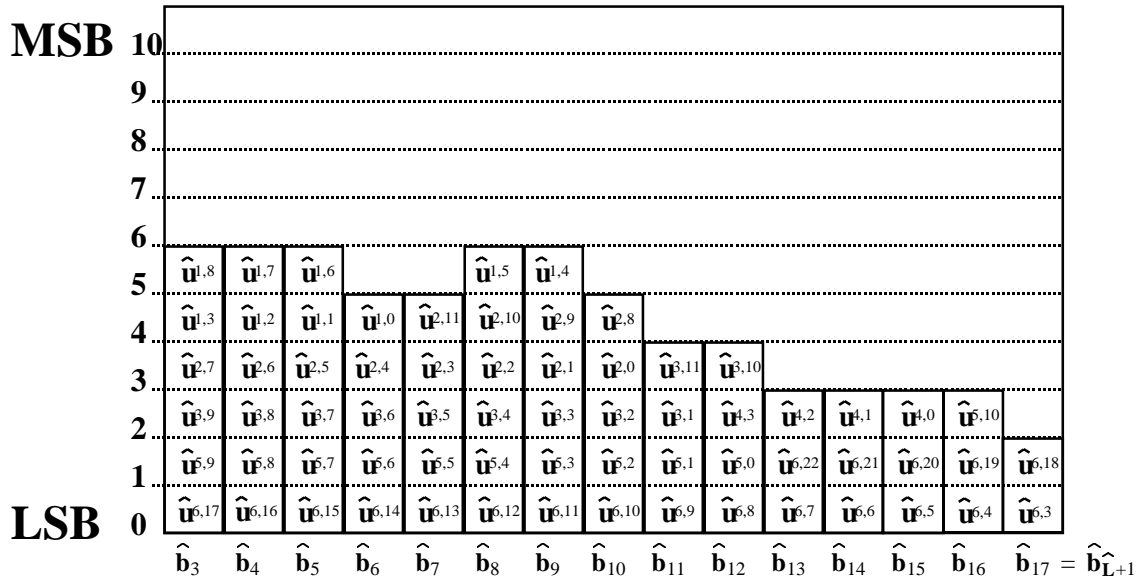 MSB 10
9
8
7
6
û1,8 û1,7 û1,6 û1,5 û1,4
5
û1,3 û1,2 û1,1 û1,0 û2,11 û2,10 û2,9 û2,8
4
û2,7 û2,6 û2,5 û2,4 û2,3 û2,2 û2,1 û2,0 û3,11 û3,10
3
û3,9 û3,8 û3,7 û3,6 û3,5 û3,4 û3,3 û3,2 û3,1 û4,3 û4,2 û4,1 û4,0 û5,10
2
û5,9 û5,8 û5,7 û5,6 û5,5 û5,4 û5,3 û5,2 û5,1 û5,0 û6,22 û6,21 û6,20 û6,19 û6,18
1
û6,17 û6,16 û6,15 û6,14 û6,13 û6,12 û6,11 û6,10 û6,9 û6,8 û6,7 û6,6 û6,5 û6,4 û6,3
LSB 0
b̂3 b̂4 b̂5 b̂6 b̂7 b̂8 b̂9 b̂10 b̂11 b̂12 b̂13 b̂14 b̂15 b̂16 b̂17 = b̂L̂+1